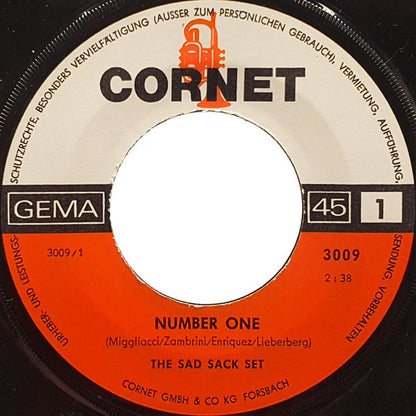 URHEBER- UND LEISTUNGS- SCHUTZRECHTE, BESONDERS VERVIELFÄLTIGUNG (AUSSER ZUM PERSÖNLICHEN GEBRAUCH), VERMIETUNG, AUFFÜHRUNG, SENDUNG, VORBEHALTEN
CORNET
GEMA
45
1
3009/1
3009
2:38
NUMBER ONE
(Miggliacci/Zambrini/Enriquez/Lieberberg)
THE SAD SACK SET
CORNET GMBH & CO KG FORSBACH